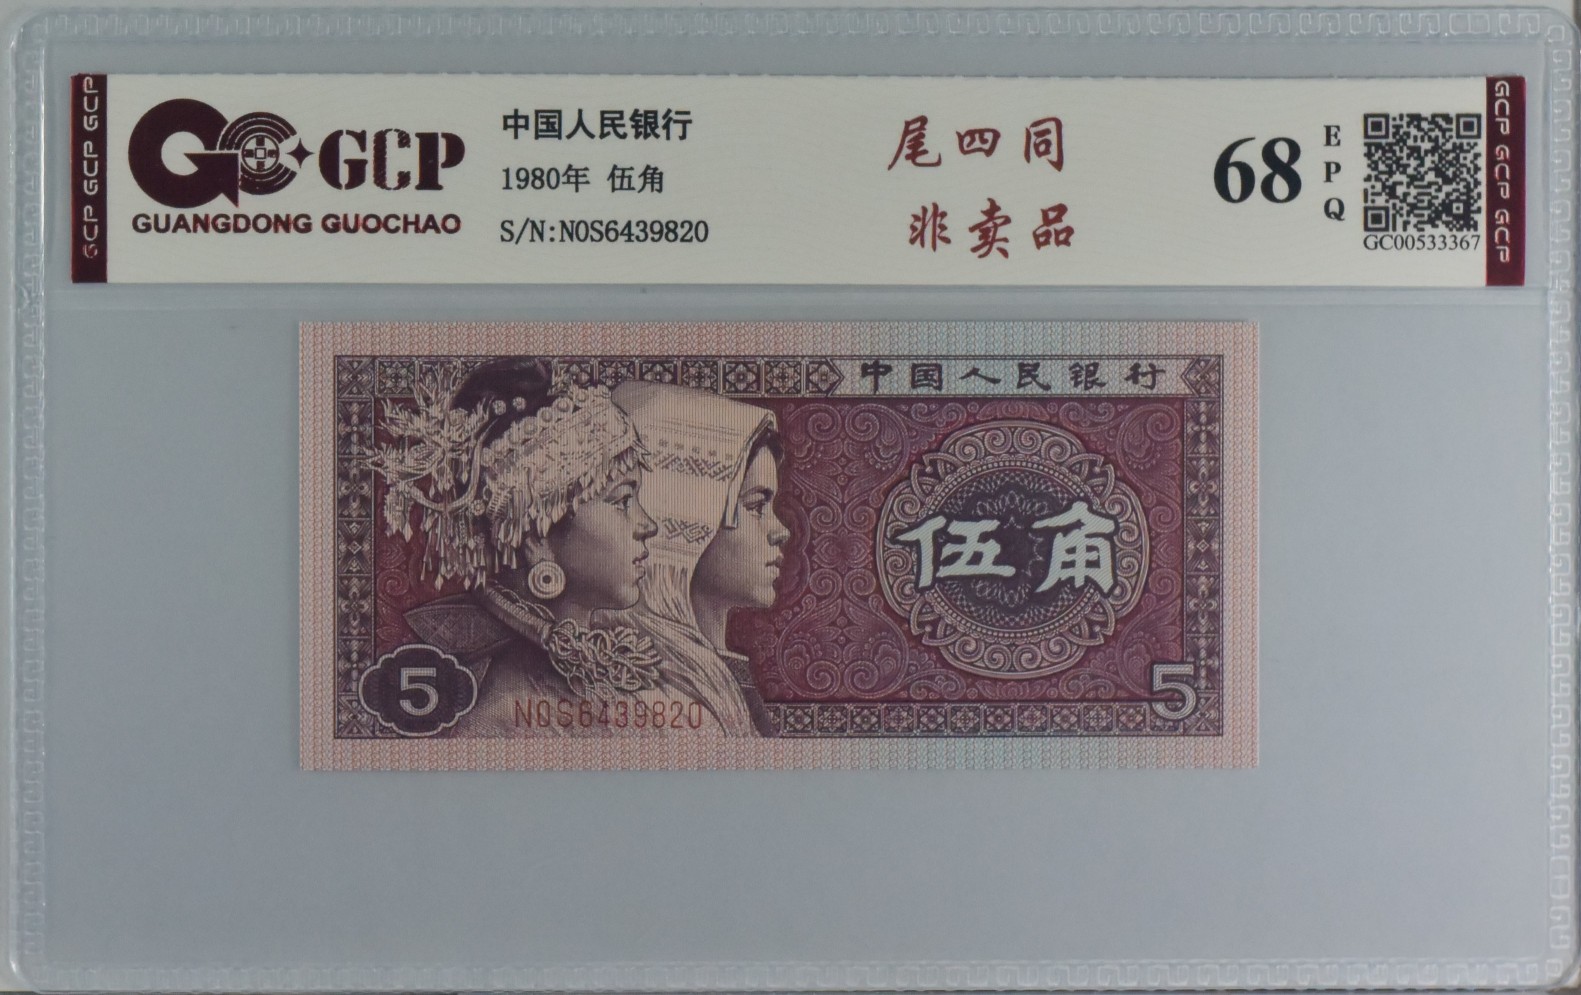 GCP GCP GCP
GCP
GUANGDONG GUOCHAO
中国人民银行
1980年 伍角
S/N:N0S6439820
尾四同
非卖品
68
EPQ
GC00533367
GCP GCP GCP
中国人民银行
伍角
5
N0S6439820
5